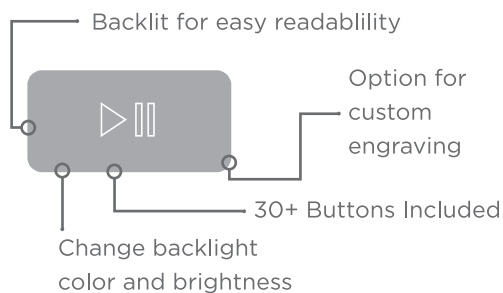 Backlit for easy readablility
Option for
custom
engraving
30+ Buttons Included
Change backlight
color and brightness